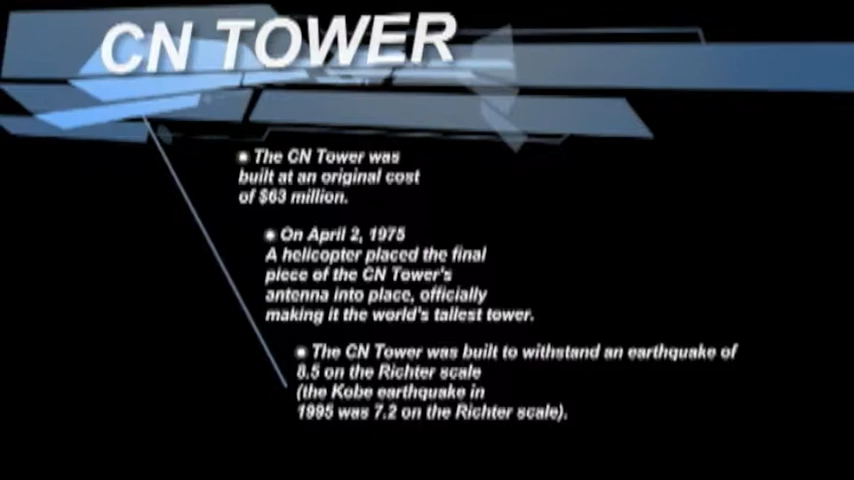 CN TOWER
The CN Tower was
built at an original cost
of $63 million.
On April 2, 1975
A helicopter placed the final
piece of the CN Tower's
antenna into place, officially
making it the world's tallest tower.
The CN Tower was built to withstand an earthquake of
8.5 on the Richter scale
(the Kobe earthquake in
1995 was 7.2 on the Richter scale).